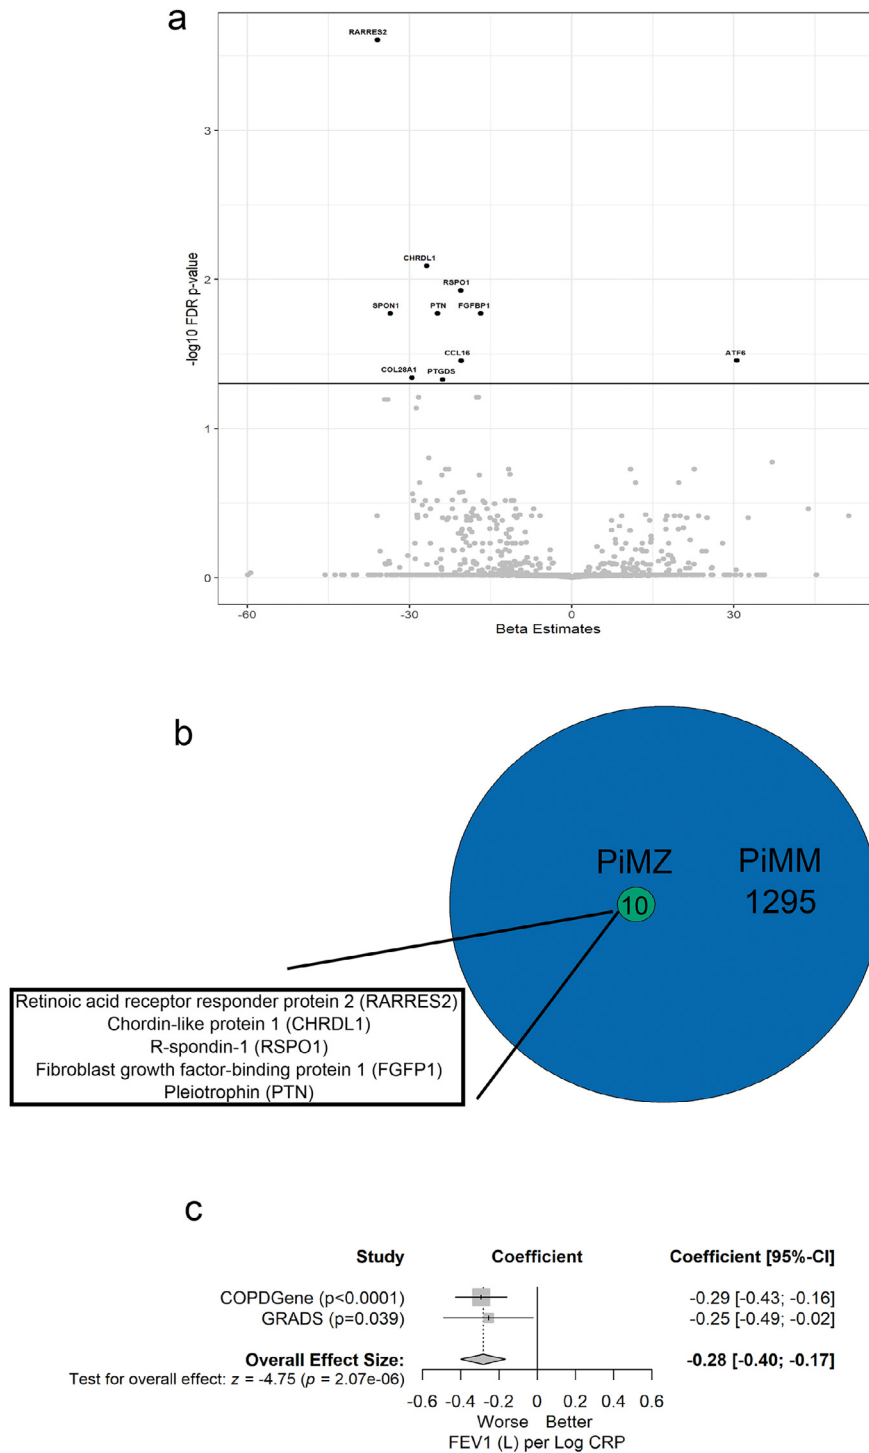 a
RARRES2
3
CHRDL1
2
RSPO1
SPON1 PTN FGFBP1
CCL16 ATF6
COL28A1 PTGDS
1
0
-log10 FDR p-value
-60 -30 0 30
Beta Estimates
b
PiMZ PiMM
10 1295
Retinoic acid receptor responder protein 2 (RARRES2)
Chordin-like protein 1 (CHRDL1)
R-spondin-1 (RSPO1)
Fibroblast growth factor-binding protein 1 (FGFP1)
Pleiotrophin (PTN)
c
Study Coefficient Coefficient [95%-CI]
COPDGene (p<0.0001) -0.29 [-0.43; -0.16]
GRADS (p=0.039) -0.25 [-0.49; -0.02]
Overall Effect Size: -0.28 [-0.40; -0.17]
Test for overall effect: z = -4.75 (p = 2.07e-06)
-0.6 -0.4 -0.2 0 0.2 0.4 0.6
Worse Better
FEV1 (L) per Log CRP